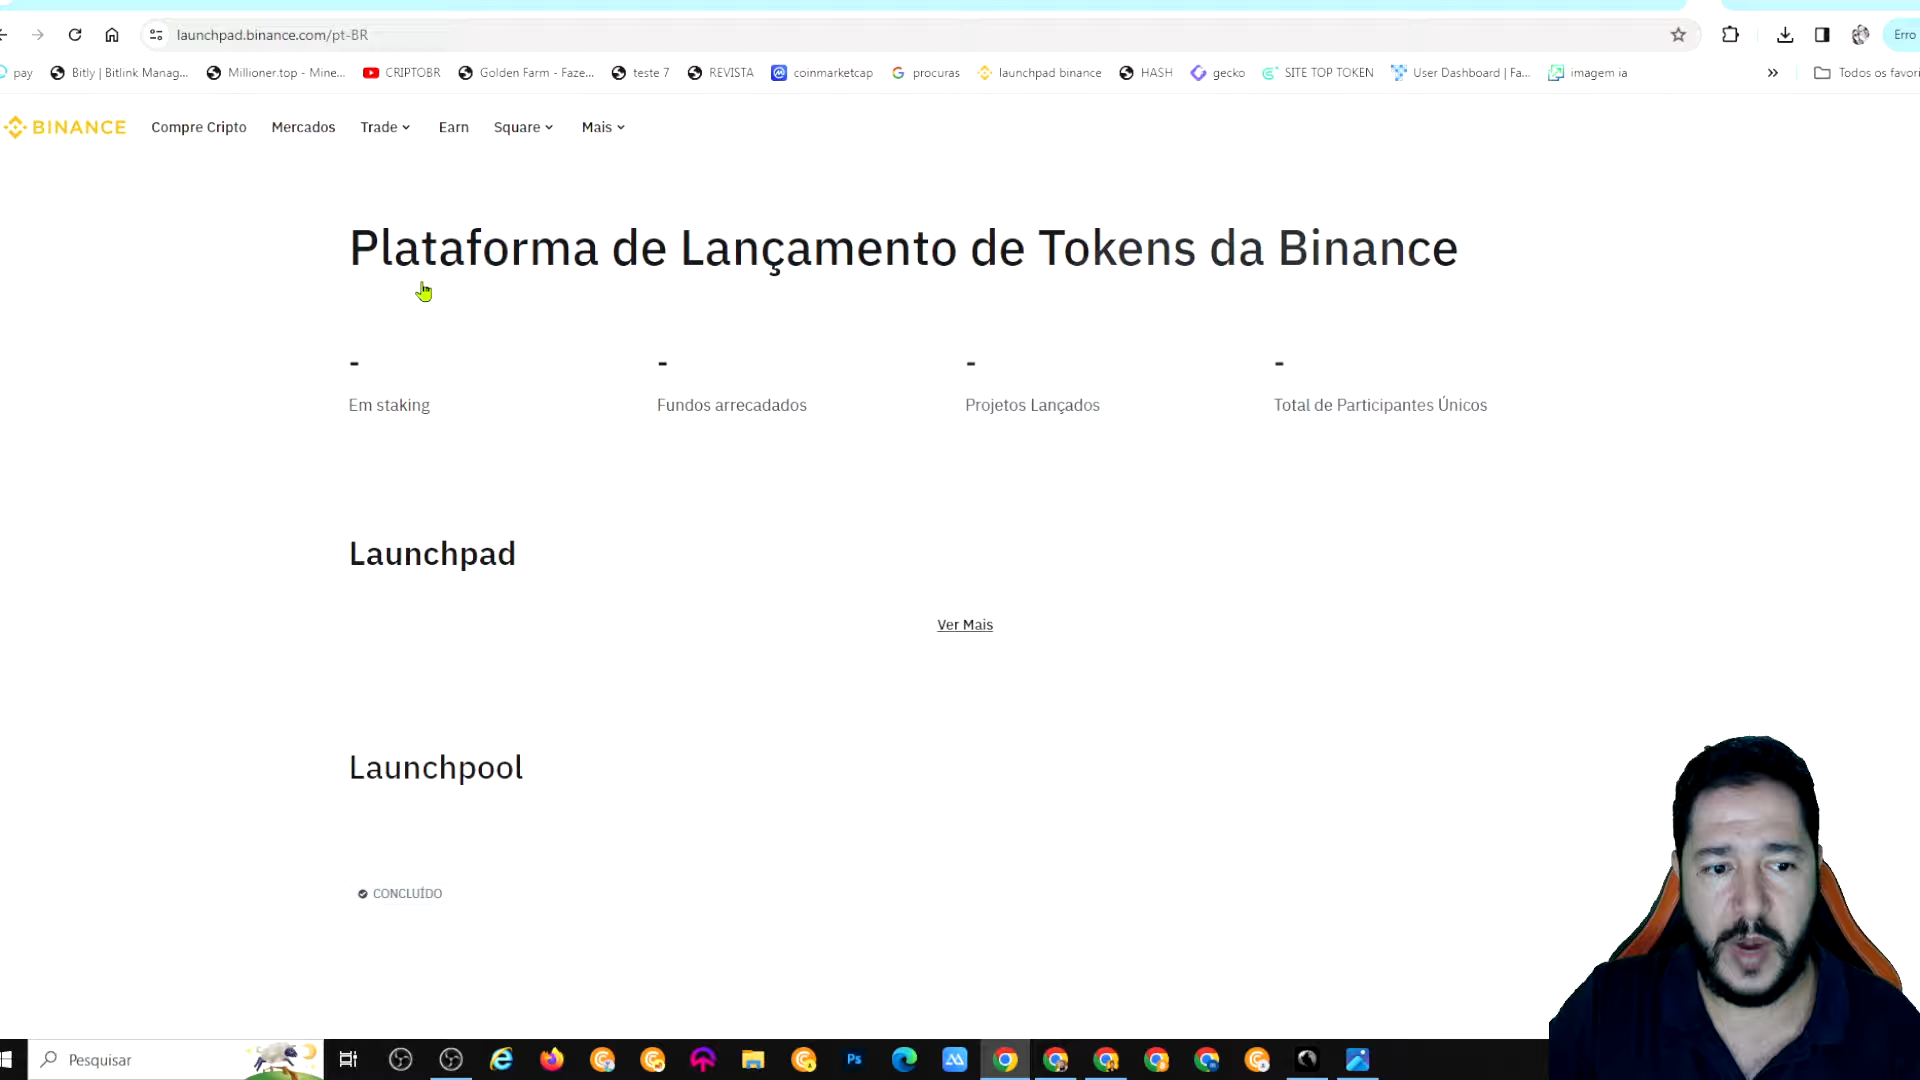 launchpad.binance.com/pt-BR
Erro
pay
Bitly | Bitlink Manag...
Millioner.top - Mine...
CRIPTOBR
Golden Farm - Faze...
teste 7
REVISTA
coinmarketcap
procuras
launchpad binance
HASH
gecko
SITE TOP TOKEN
User Dashboard | Fa...
imagem ia
Todos os favori
BINANCE
Compre Cripto
Mercados
Trade
Earn
Square
Mais
Plataforma de Lançamento de Tokens da Binance
-
-
-
-
Em staking
Fundos arrecadados
Projetos Lançados
Total de Participantes Únicos
Launchpad
Ver Mais
Launchpool
CONCLUÍDO
Pesquisar
Ps